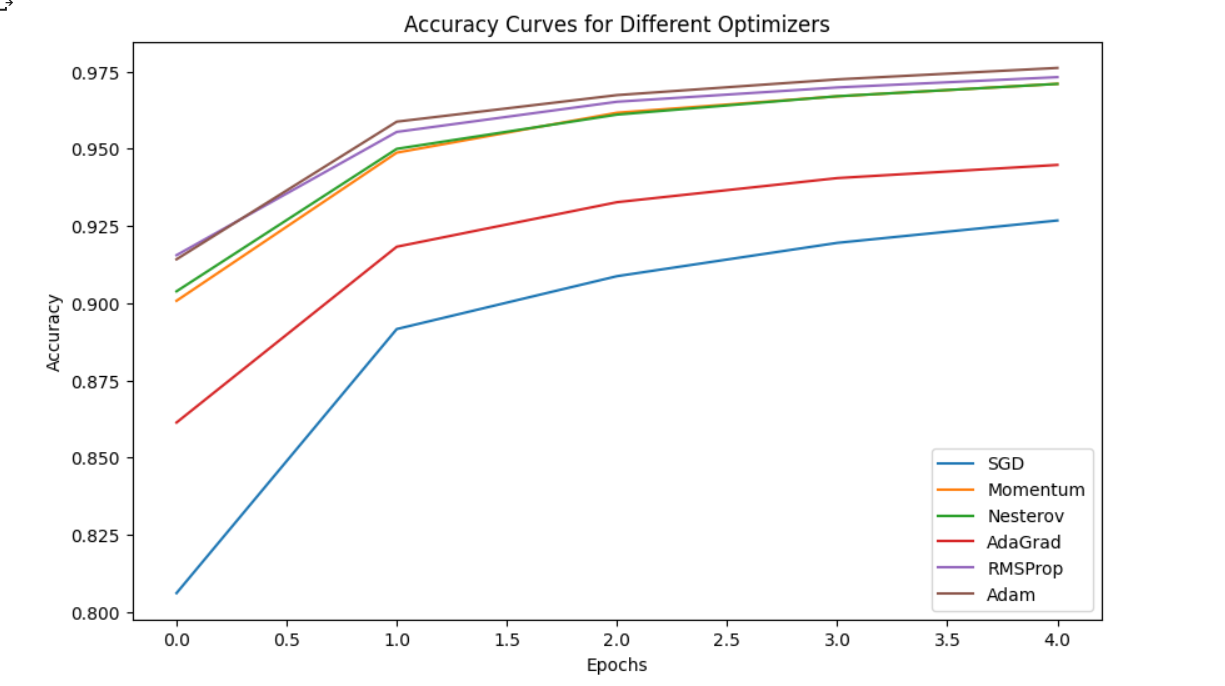 Accuracy Curves for Different Optimizers
0.975
0.950
0.925
0.900
0.875
0.850
0.825
0.800
Accuracy
0.0 0.5 1.0 1.5 2.0 2.5 3.0 3.5 4.0
Epochs
SGD
Momentum
Nesterov
AdaGrad
RMSProp
Adam